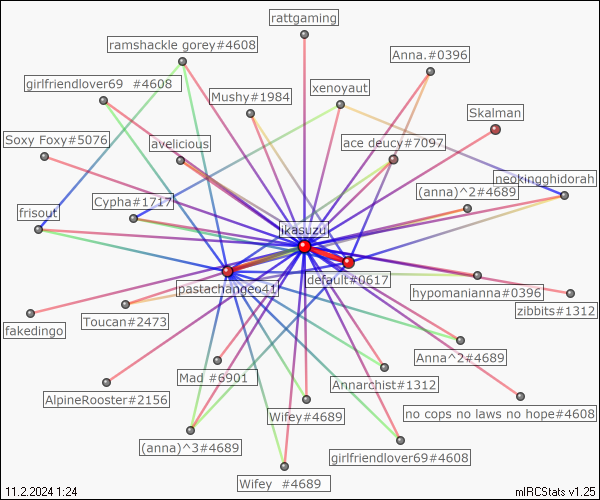 rattgaming
ramshackle gorey#4608
Anna.#0396
girlfriendlover69 #4608
xenoyaut
Mushy#1984
Skalman
Soxy Foxy#5076
avelicious
ace deucy#7097
neokingghidorah
(anna)^2#4689
Cypha#1717
frisout
likasuzu
default#0617
pastachangeo41
hypomanianna#0396
zibbits#1312
Toucan#2473
fakedingo
Anna^2#4689
Mad #6901
Annarchist#1312
AlpineRooster#2156
no cops no laws no hope#4608
Wifey#4689
(anna)^3#4689
girlfriendlover69#4608
Wifey #4689
11.2.2024 1:24
mIRCStats v1.25